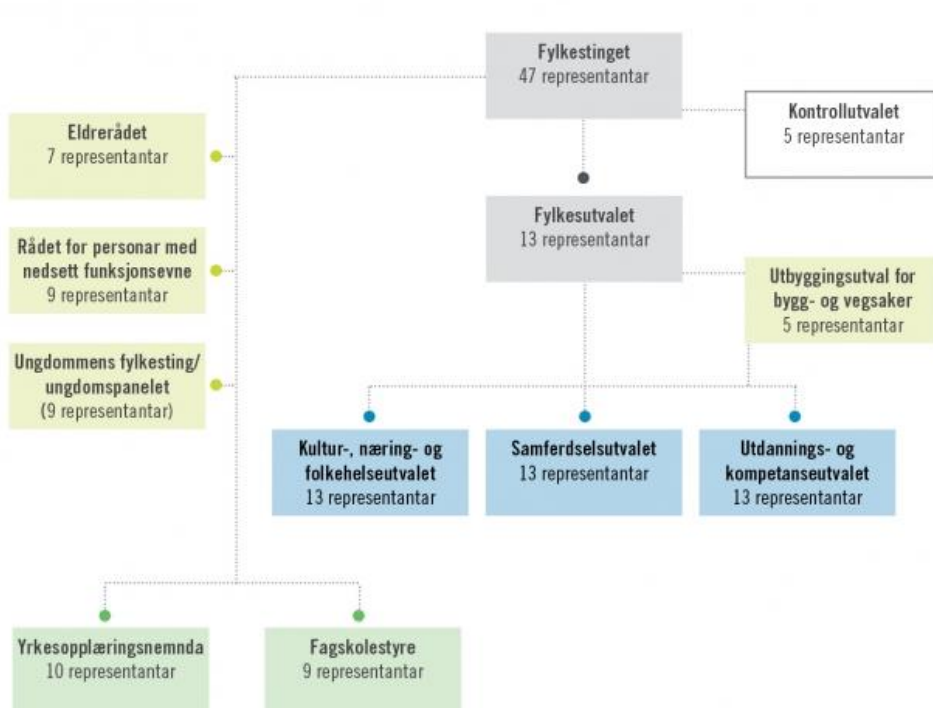 Fylkestinget
47 representantar
Kontrollutvalet
5 representantar
Eldrerådet
7 representantar
Fylkesutvalet
13 representantar
Rådet for personar med
nedsett funksjonsevne
9 representantar
Utbyggingsutval for
bygg- og vegsaker
5 representantar
Ungdommens fylkesting/
ungdomspanelet
(9 representantar)
Kultur-, næring- og
folkehelseutvalet
13 representantar
Samferdselsutvalet
13 representantar
Utdannings- og
kompetanseutvalet
13 representantar
Yrkesopplæringsnemnda
10 representantar
Fagskolestyre
9 representantar